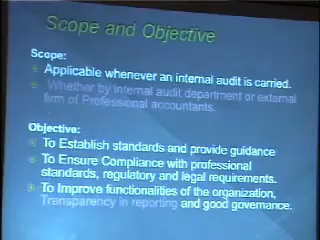 Scope and Objective
Scope:
Applicable whenever an internal audit is carried.
Whether by internal audit department or external
firm of Professional accountants.
Objective:
To Establish standards and provide guidance
To Ensure Compliance with professional
standards, regulatory and legal requirements.
To Improve functionalities of the organization,
Transparency in reporting and good governance.